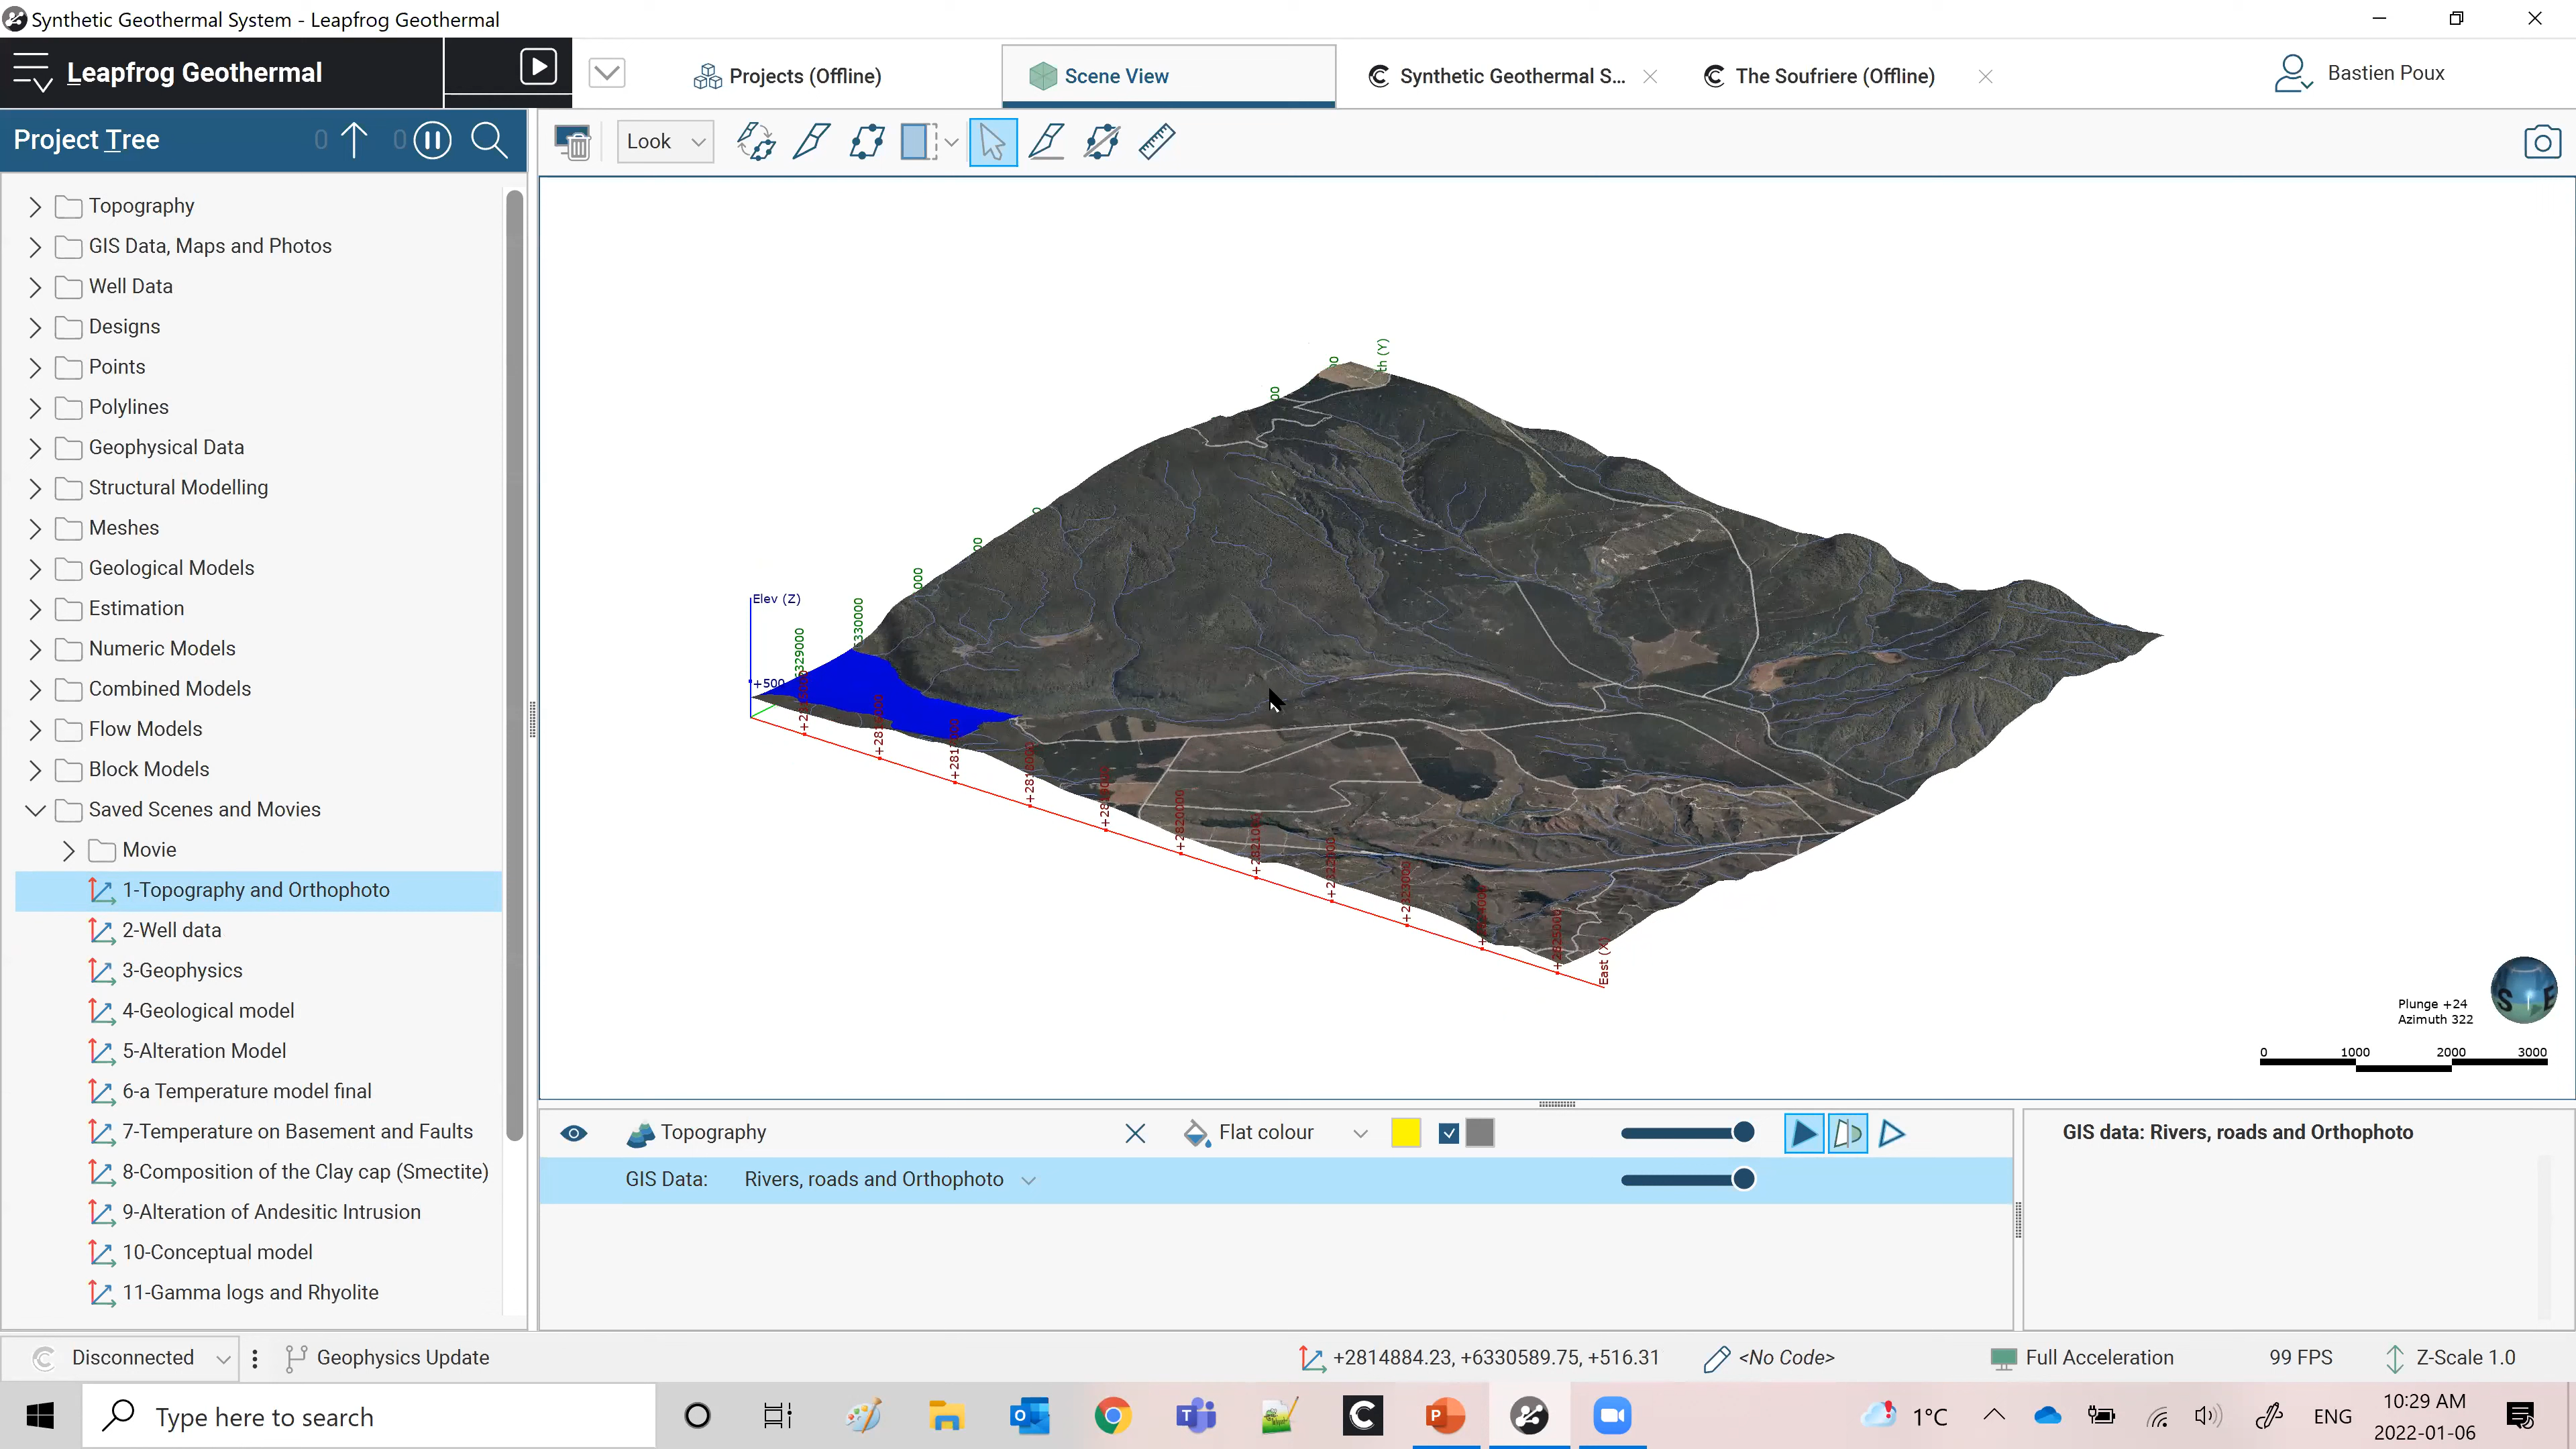 Synthetic Geothermal System - Leapfrog Geothermal
Leapfrog Geothermal
Projects (Offline)
Scene View
Synthetic Geothermal S...
The Soufriere (Offline)
Bastien Poux
Project Tree
0
0
Look
Topography
GIS Data, Maps and Photos
Well Data
Designs
Points
Polylines
Geophysical Data
Structural Modelling
Meshes
Geological Models
Estimation
Numeric Models
Combined Models
Flow Models
Block Models
Saved Scenes and Movies
Movie
1-Topography and Orthophoto
2-Well data
3-Geophysics
4-Geological model
5-Alteration Model
6-a Temperature model final
7-Temperature on Basement and Faults
8-Composition of the Clay cap (Smectite)
9-Alteration of Andesitic Intrusion
10-Conceptual model
11-Gamma logs and Rhyolite
Elev (Z)
+500
+2820000
East (X)
Plunge +24
Azimuth 322
S E
0 1000 2000 3000
Topography
Flat colour
GIS Data: Rivers, roads and Orthophoto
GIS data: Rivers, roads and Orthophoto
Disconnected
Geophysics Update
+2814884.23, +6330589.75, +516.31
<No Code>
Full Acceleration
99 FPS
Z-Scale 1.0
Type here to search
1°C
ENG
10:29 AM
2022-01-06